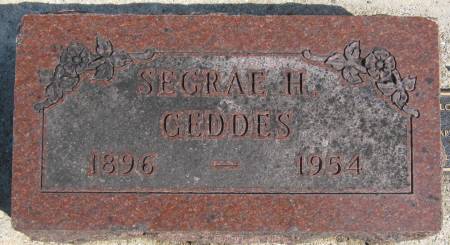 SEGRAE H.
GEDDES
1896 — 1954